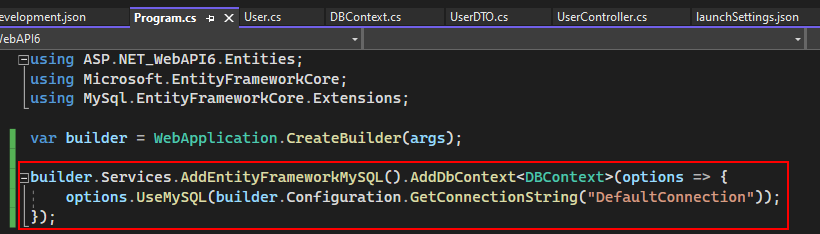 evelopment.json Program.cs User.cs DBContext.cs UserDTO.cs UserController.cs launchSettings.json
WebAPI6
using ASP.NET_WebAPI6.Entities;
using Microsoft.EntityFrameworkCore;
using MySql.EntityFrameworkCore.Extensions;
var builder = WebApplication.CreateBuilder(args);
builder.Services.AddEntityFrameworkMySQL().AddDbContext<DBContext>(options => {
options.UseMySQL(builder.Configuration.GetConnectionString("DefaultConnection"));
});